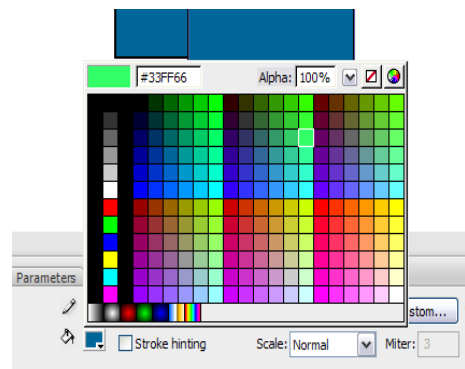 #33FF66 Alpha: 100%
Parameters
stom...
Stroke hinting Scale: Normal Miter: 3